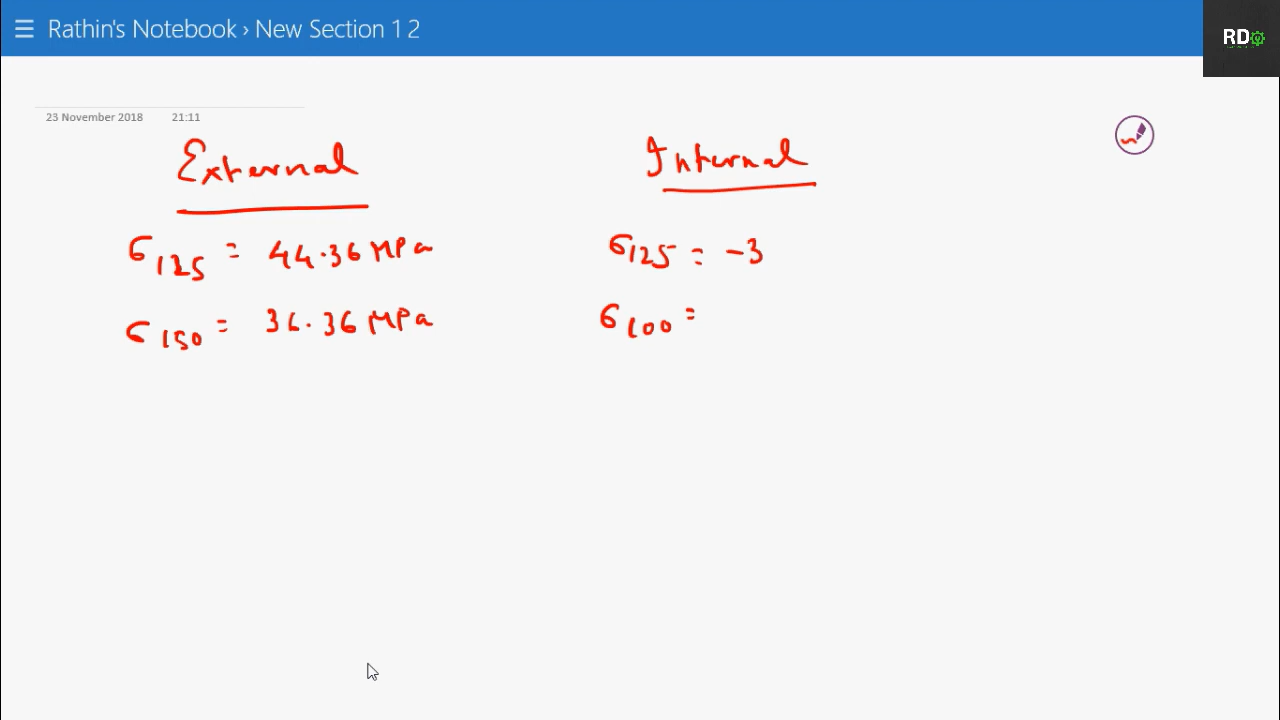 Rathin's Notebook › New Section 1 2
RD
23 November 2018 21:11
External
Internal
σ125 = 44.36 MPa
σ125 = -3
σ150 = 36.36 MPa
σ100 =